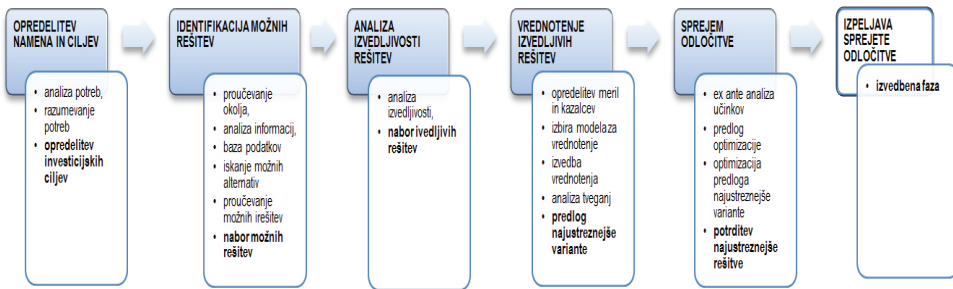 OPREDELITEV
NAMENA IN CILJEV
• analiza potreb,
• razumevanje
potreb
• opredelitev
investicijskih
ciljev
IDENTIFIKACIJA MOŽNIH
REŠITEV
• proučevanje
okolja,
• analiza informacij,
• baza podatkov
• iskanje možnih
alternativ
• proučevanje
možnih irešitev
• nabor možnih
rešitev
ANALIZA
IZVEDLJIVOSTI
REŠITEV
• analiza
izvedljivosti,
• nabor ivedljivih
rešitev
VREDNOTENJE
IZVEDLJIVIH
REŠITEV
• opredelitev meril
in kazalcev
• izbira modela za
vrednotenje
• izvedba
vrednotenja
• analiza tveganj
• predlog
najustreznejše
variante
SPREJEM
ODLOČITVE
• ex ante analiza
učinkov
• predlog
optimizacije
• optimizacija
predloga
najustreznejše
variante
• potrditev
najustreznejše
rešitve
IZPELJAVA
SPREJETE
ODLOČITVE
• izvedbena faza